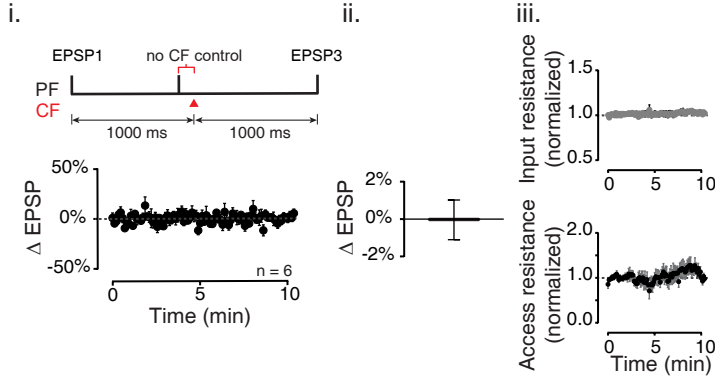 i.
EPSP1
no CF control
EPSP3
PF
CF
1000 ms
1000 ms
Δ EPSP
50%
0%
-50%
n = 6
0
5
10
Time (min)
ii.
Δ EPSP
2%
0%
-2%
iii.
Input resistance
(normalized)
1.5
1.0
0.5
0
5
10
Access resistance
(normalized)
2.0
1.0
0.0
0
5
10
Time (min)